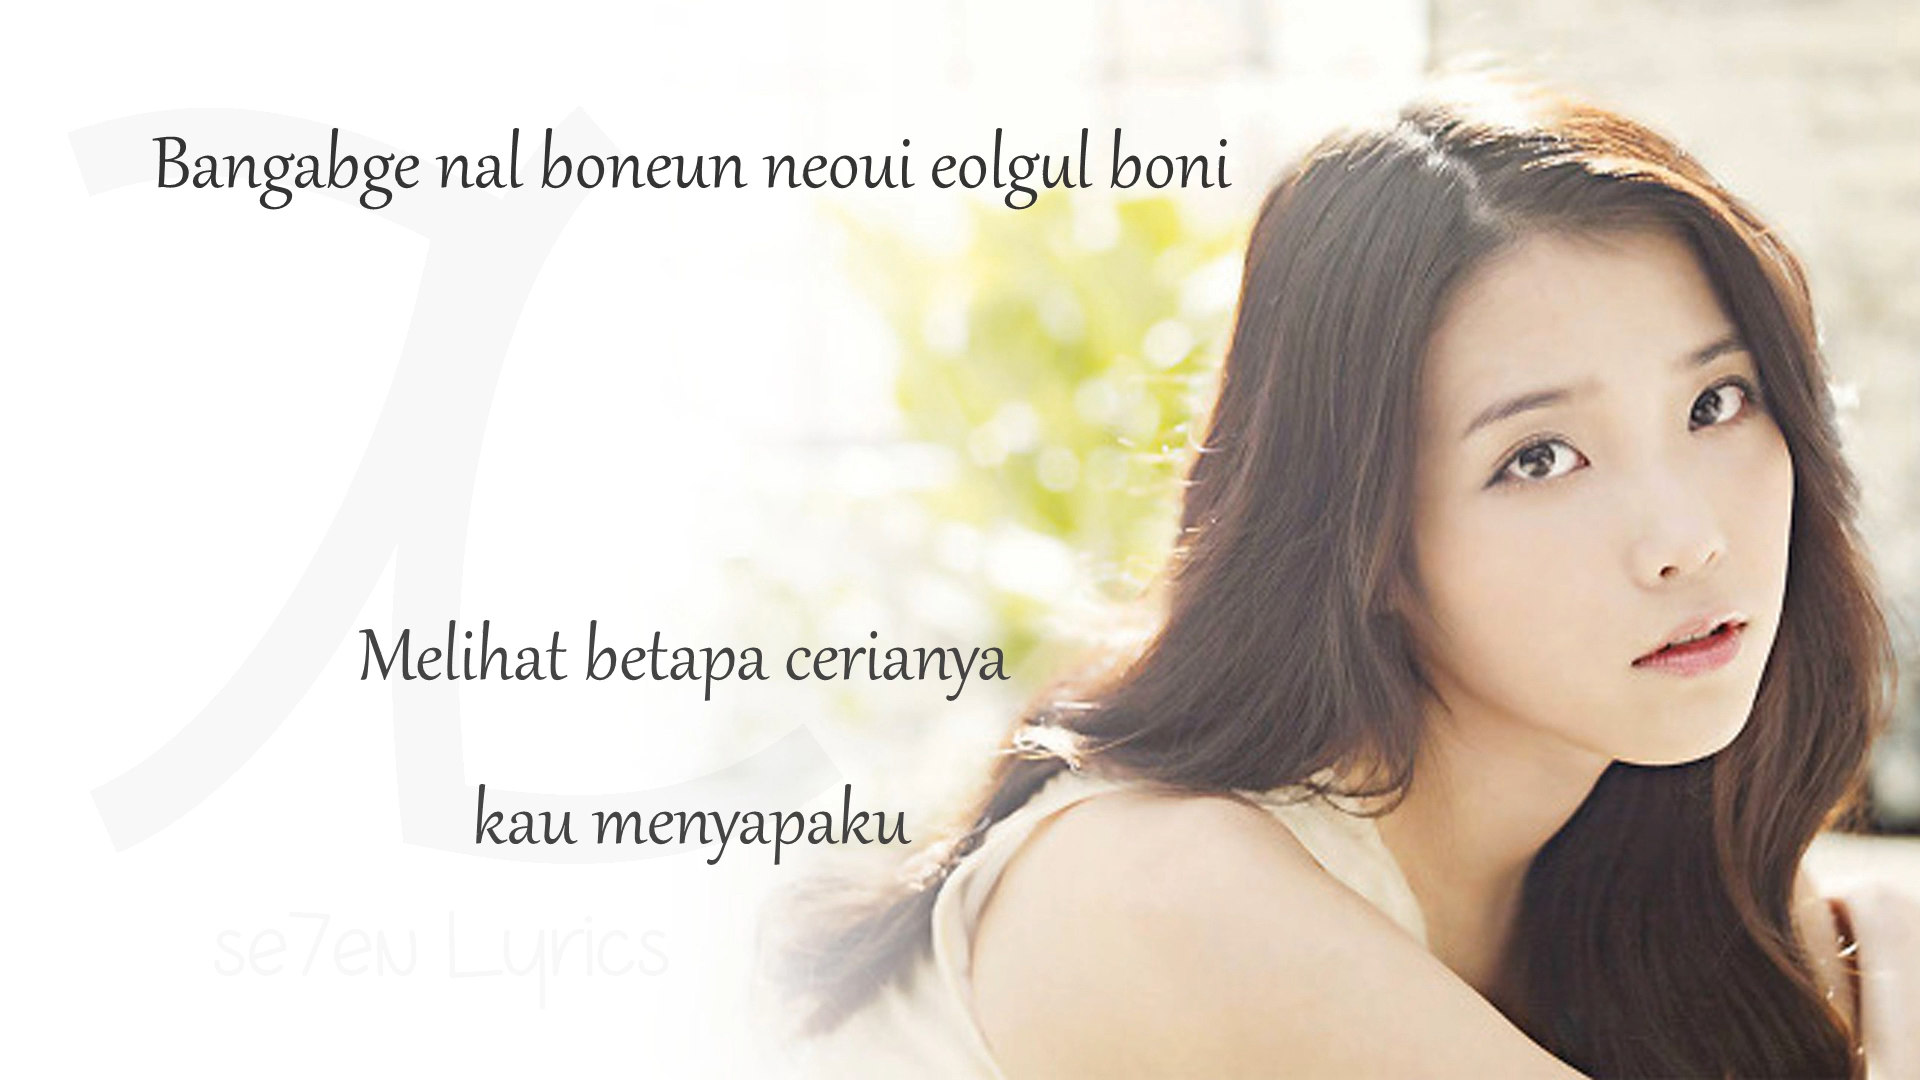 Bangabge nal boneun neoui eolgul boni
Melihat betapa cerianya
kau menyapaku
se7en Lyrics